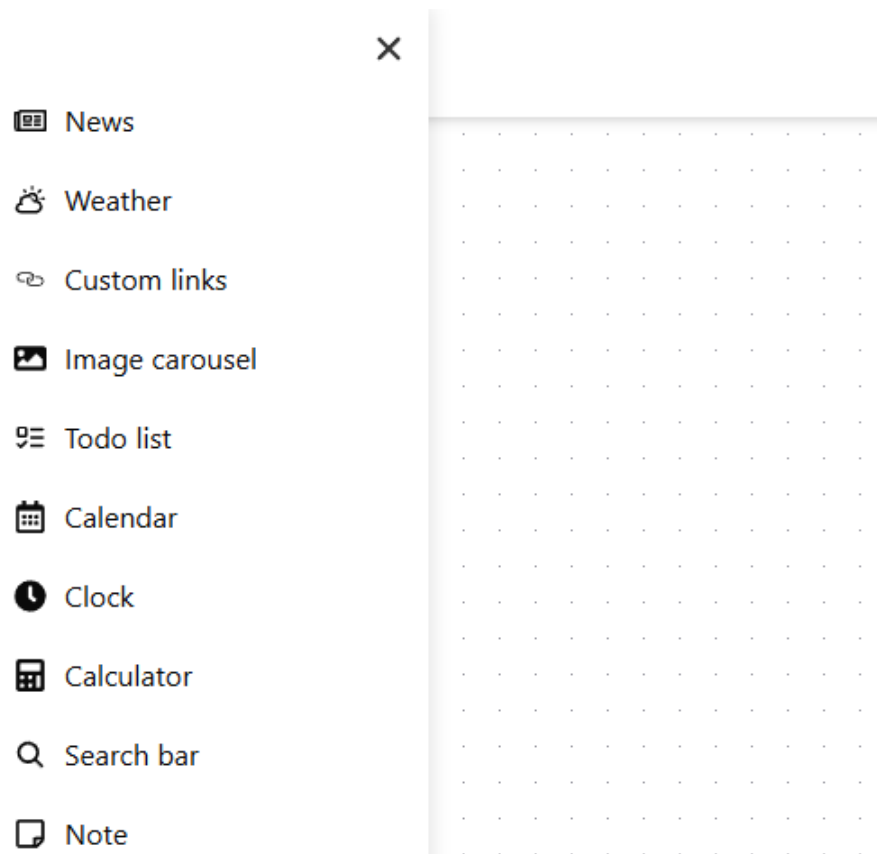 News
Weather
Custom links
Image carousel
Todo list
Calendar
Clock
Calculator
Search bar
Note